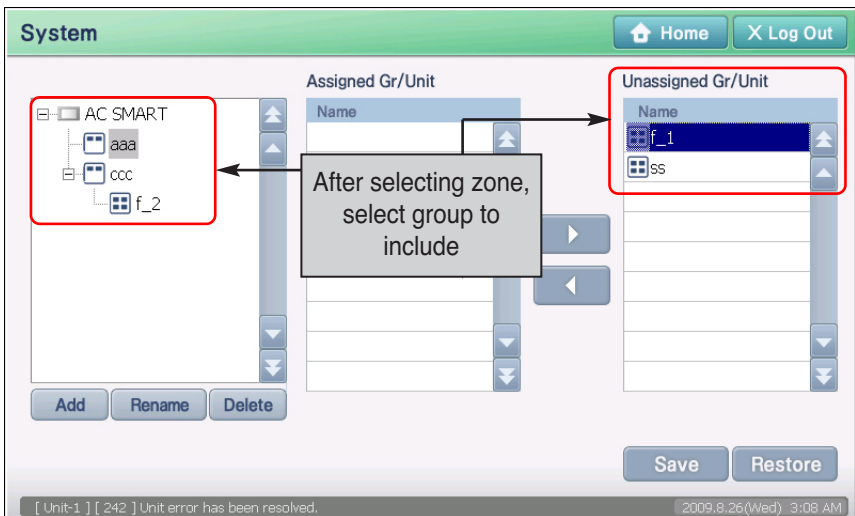 System
Home
X Log Out
Assigned Gr/Unit
Unassigned Gr/Unit
AC SMART
aaa
ccc
f_2
Name
Name
f_1
ss
After selecting zone,
select group to
include
Add
Rename
Delete
Save
Restore
[ Unit-1 ] [ 242 ] Unit error has been resolved.
2009.8.26(Wed) 3:08 AM